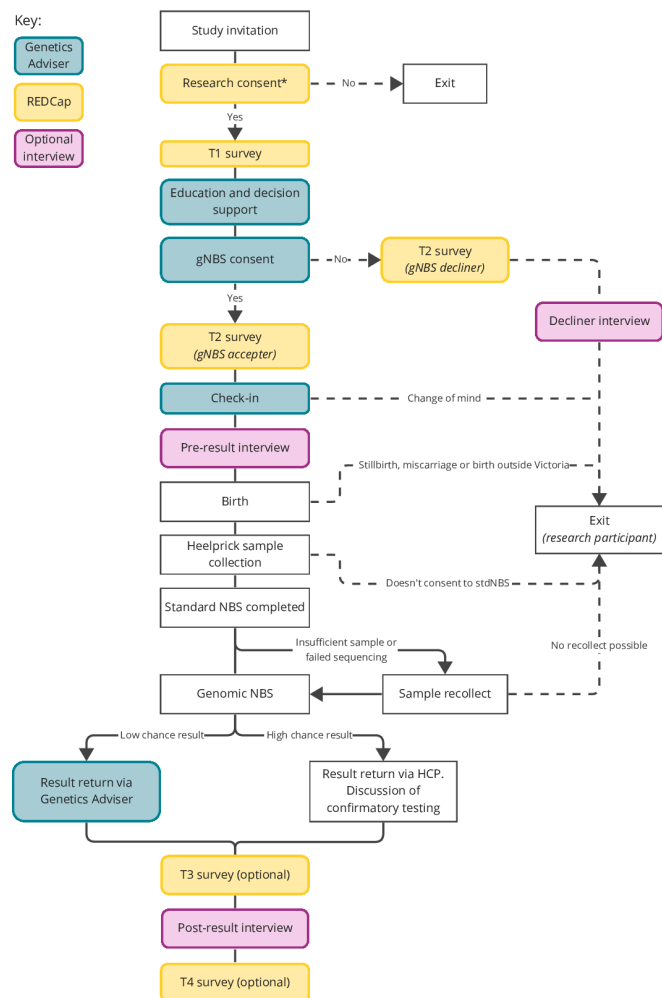 Key:
Genetics
Adviser
REDCap
Optional
interview
Study invitation
Research consent*
No
Exit
Yes
T1 survey
Education and decision
support
gNBS consent
No
T2 survey
(gNBS decliner)
Yes
Decliner interview
T2 survey
(gNBS accepter)
Check-in
Change of mind
Pre-result interview
Stillbirth, miscarriage or birth outside Victoria
Birth
Exit
(research participant)
Heelprick sample
collection
Doesn't consent to stdNBS
Standard NBS completed
Insufficient sample or
failed sequencing
No recollect possible
Genomic NBS
Sample recollect
Low chance result
High chance result
Result return via
Genetics Adviser
Result return via HCP.
Discussion of
confirmatory testing
T3 survey (optional)
Post-result interview
T4 survey (optional)